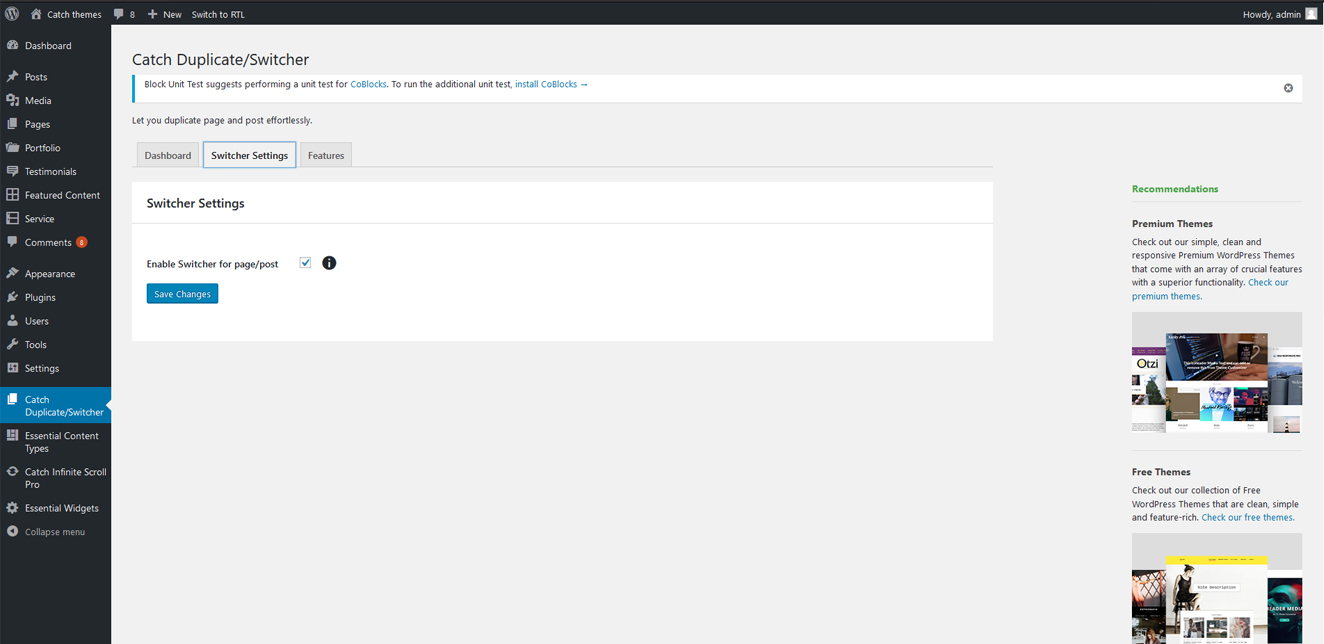 Catch themes 8 New Switch to RTL Howdy, admin
Dashboard
Posts
Media
Pages
Portfolio
Testimonials
Featured Content
Service
Comments 8
Appearance
Plugins
Users
Tools
Settings
Catch
Duplicate/Switcher
Essential Content
Types
Catch Infinite Scroll
Pro
Essential Widgets
Collapse menu
Catch Duplicate/Switcher
Block Unit Test suggests performing a unit test for CoBlocks. To run the additional unit test, install CoBlocks →
Let you duplicate page and post effortlessly.
Dashboard Switcher Settings Features
Switcher Settings
Enable Switcher for page/post
Save Changes
Recommendations
Premium Themes
Check out our simple, clean and
responsive Premium WordPress Themes
that come with an array of crucial features
with a superior functionality. Check our
premium themes.
Otzi
Free Themes
Check out our collection of Free
WordPress Themes that are clean, simple
and feature-rich. Check our free themes.
Site Description